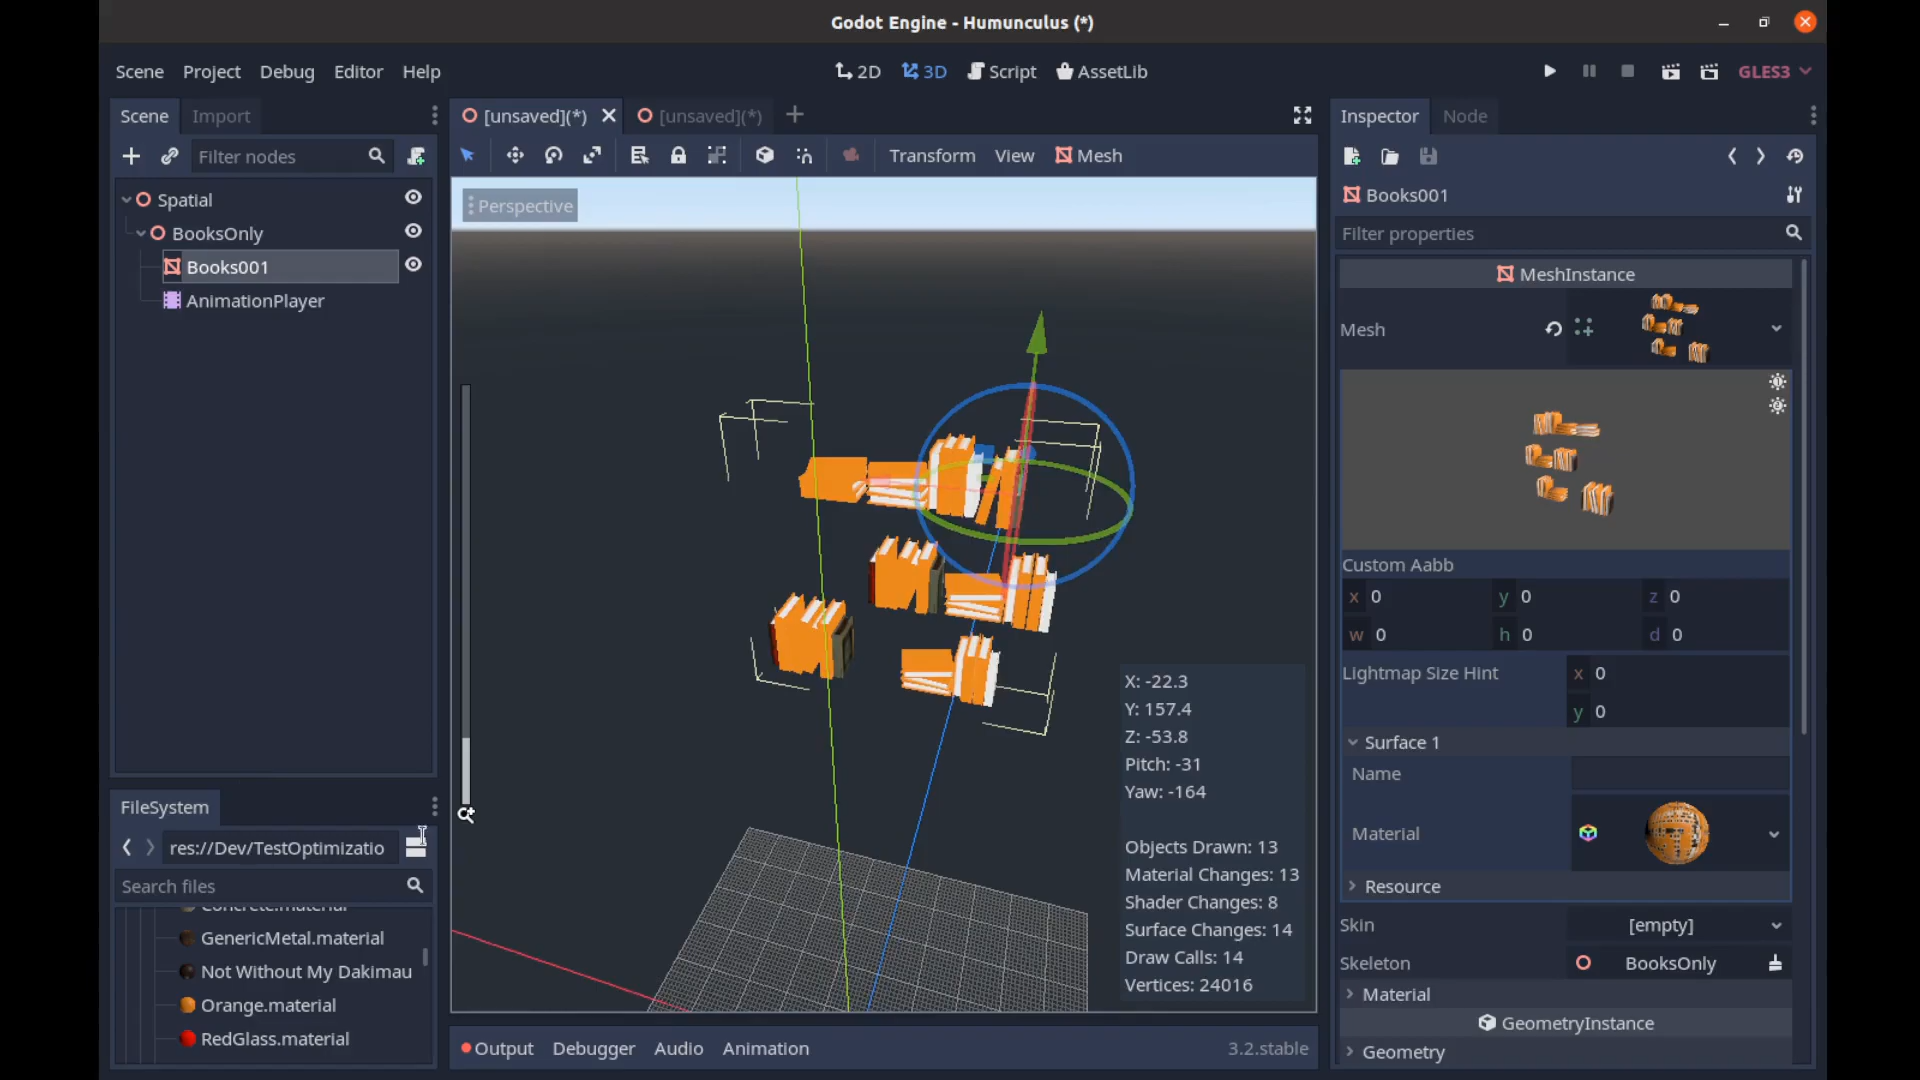 Godot Engine - Humunculus (*)
Scene Project Debug Editor Help
2D 3D Script AssetLib
GLES3
Scene Import
[unsaved](*) [unsaved](*)
Inspector Node
Filter nodes
Transform View Mesh
Spatial
BooksOnly
Books001
AnimationPlayer
Perspective
X: -22.3
Y: 157.4
Z: -53.8
Pitch: -31
Yaw: -164
Objects Drawn: 13
Material Changes: 13
Shader Changes: 8
Surface Changes: 14
Draw Calls: 14
Vertices: 24016
Books001
Filter properties
MeshInstance
Mesh
Custom Aabb
x 0 y 0 z 0
w 0 h 0 d 0
Lightmap Size Hint x 0
y 0
Surface 1
Name
Material
Resource
Skin [empty]
Skeleton BooksOnly
Material
GeometryInstance
Geometry
FileSystem
res://Dev/TestOptimizatio
Search files
Concrete.material
GenericMetal.material
Not Without My Dakimau
Orange.material
RedGlass.material
Output Debugger Audio Animation 3.2.stable